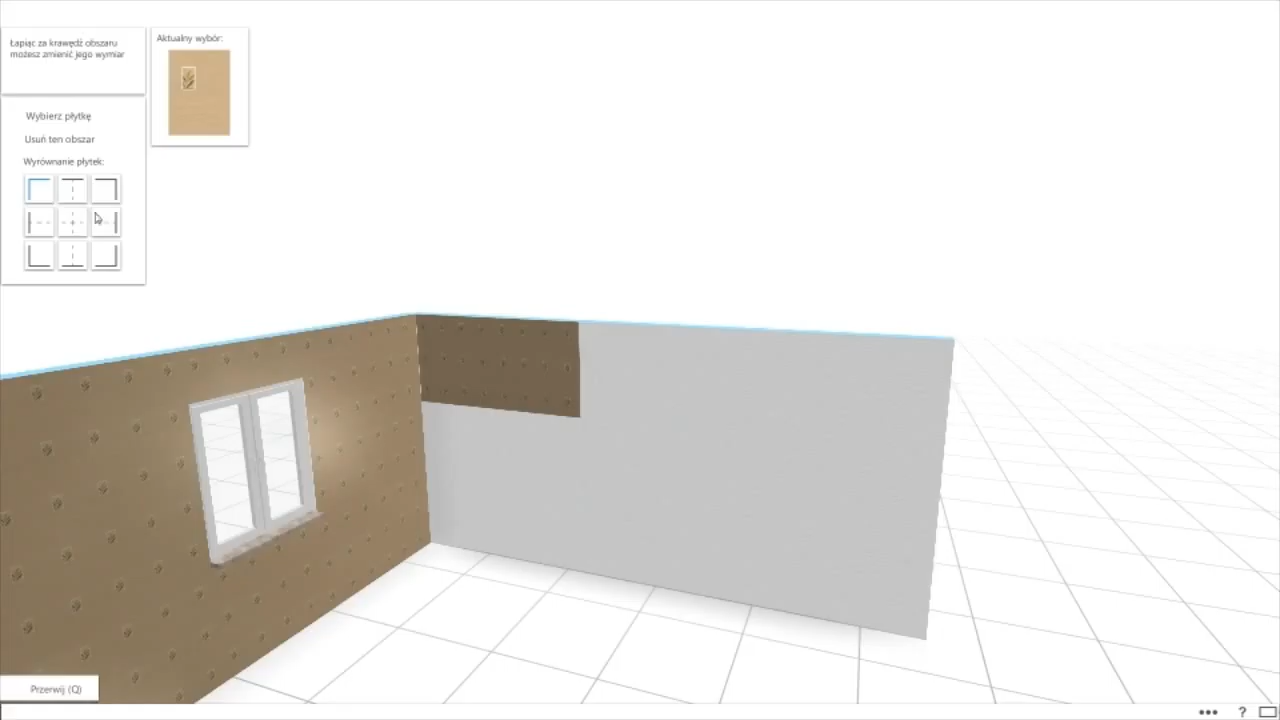 Łapiąc za krawędź obszaru
możesz zmienić jego wymiar
Aktualny wybór:
Wybierz płytkę
Usuń ten obszar
Wyrównanie płytek:
Przerwij (Q)
?